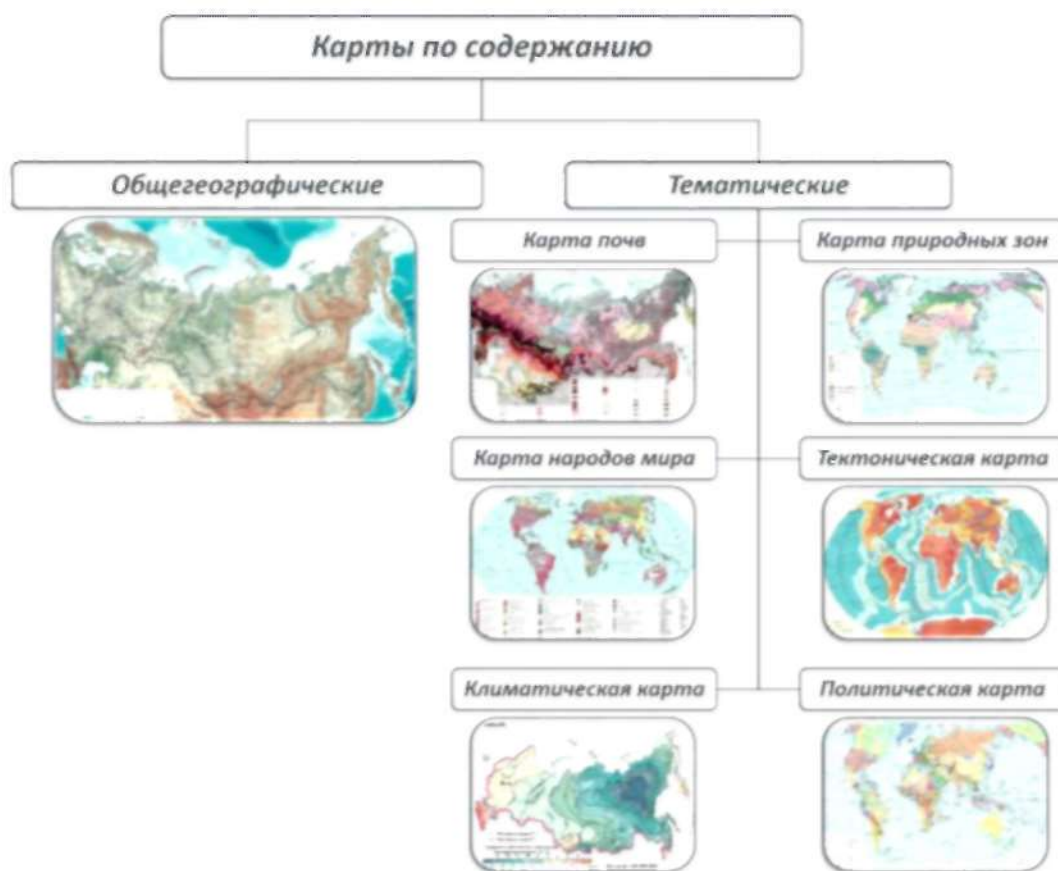 Карты по содержанию
Общегеографические
Тематические
Карта почв
Карта природных зон
Карта народов мира
Тектоническая карта
Климатическая карта
Политическая карта